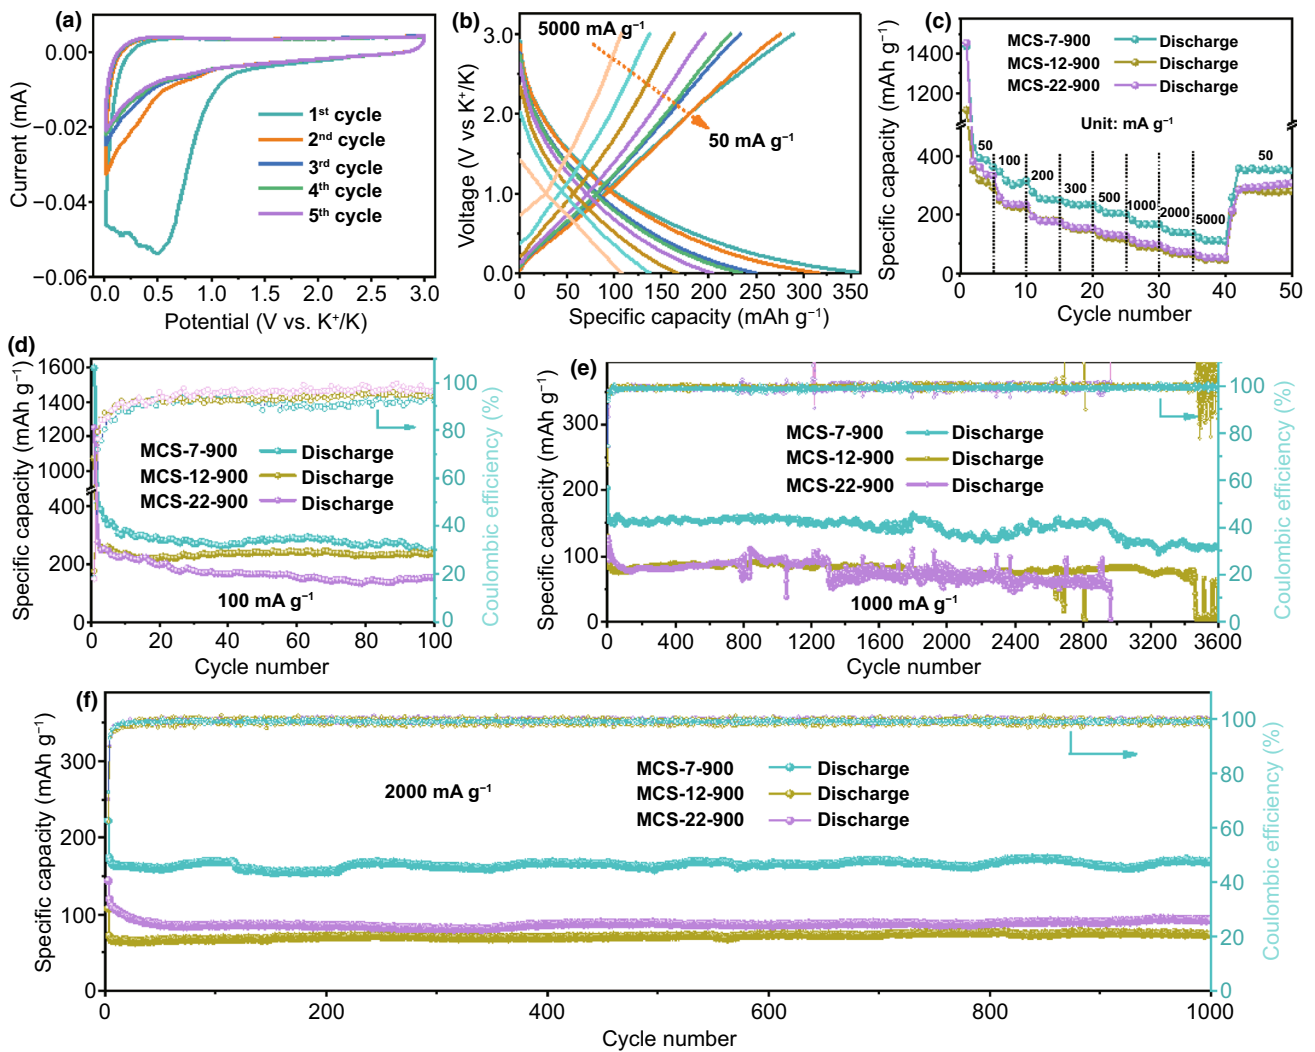 (a)
0.00
−0.02
−0.04
−0.06
Current (mA)
0.0 0.5 1.0 1.5 2.0 2.5 3.0
Potential (V vs. K⁺/K)
1ˢᵗ cycle
2ⁿᵈ cycle
3ʳᵈ cycle
4ᵗʰ cycle
5ᵗʰ cycle
(b)
5000 mA g⁻¹
50 mA g⁻¹
3.0
2.0
1.0
0.0
Voltage (V vs K⁺/K)
0 50 100 150 200 250 300 350
Specific capacity (mAh g⁻¹)
(c)
MCS-7-900 Discharge
MCS-12-900 Discharge
MCS-22-900 Discharge
Unit: mA g⁻¹
50 100 200 300 500 1000 2000 5000 50
1400
1200
400
200
0
Specific capacity (mAh g⁻¹)
0 10 20 30 40 50
Cycle number
(d)
1600
1400
1200
1000
400
200
0
Specific capacity (mAh g⁻¹)
MCS-7-900 Discharge
MCS-12-900 Discharge
MCS-22-900 Discharge
100 mA g⁻¹
100
80
60
40
20
0
Coulombic efficiency (%)
0 20 40 60 80 100
Cycle number
(e)
300
200
100
0
Specific capacity (mAh g⁻¹)
MCS-7-900 Discharge
MCS-12-900 Discharge
MCS-22-900 Discharge
1000 mA g⁻¹
100
80
60
40
20
0
Coulombic efficiency (%)
0 400 800 1200 1600 2000 2400 2800 3200 3600
Cycle number
(f)
300
200
100
0
Specific capacity (mAh g⁻¹)
2000 mA g⁻¹
MCS-7-900 Discharge
MCS-12-900 Discharge
MCS-22-900 Discharge
100
80
60
40
20
0
Coulombic efficiency (%)
0 200 400 600 800 1000
Cycle number